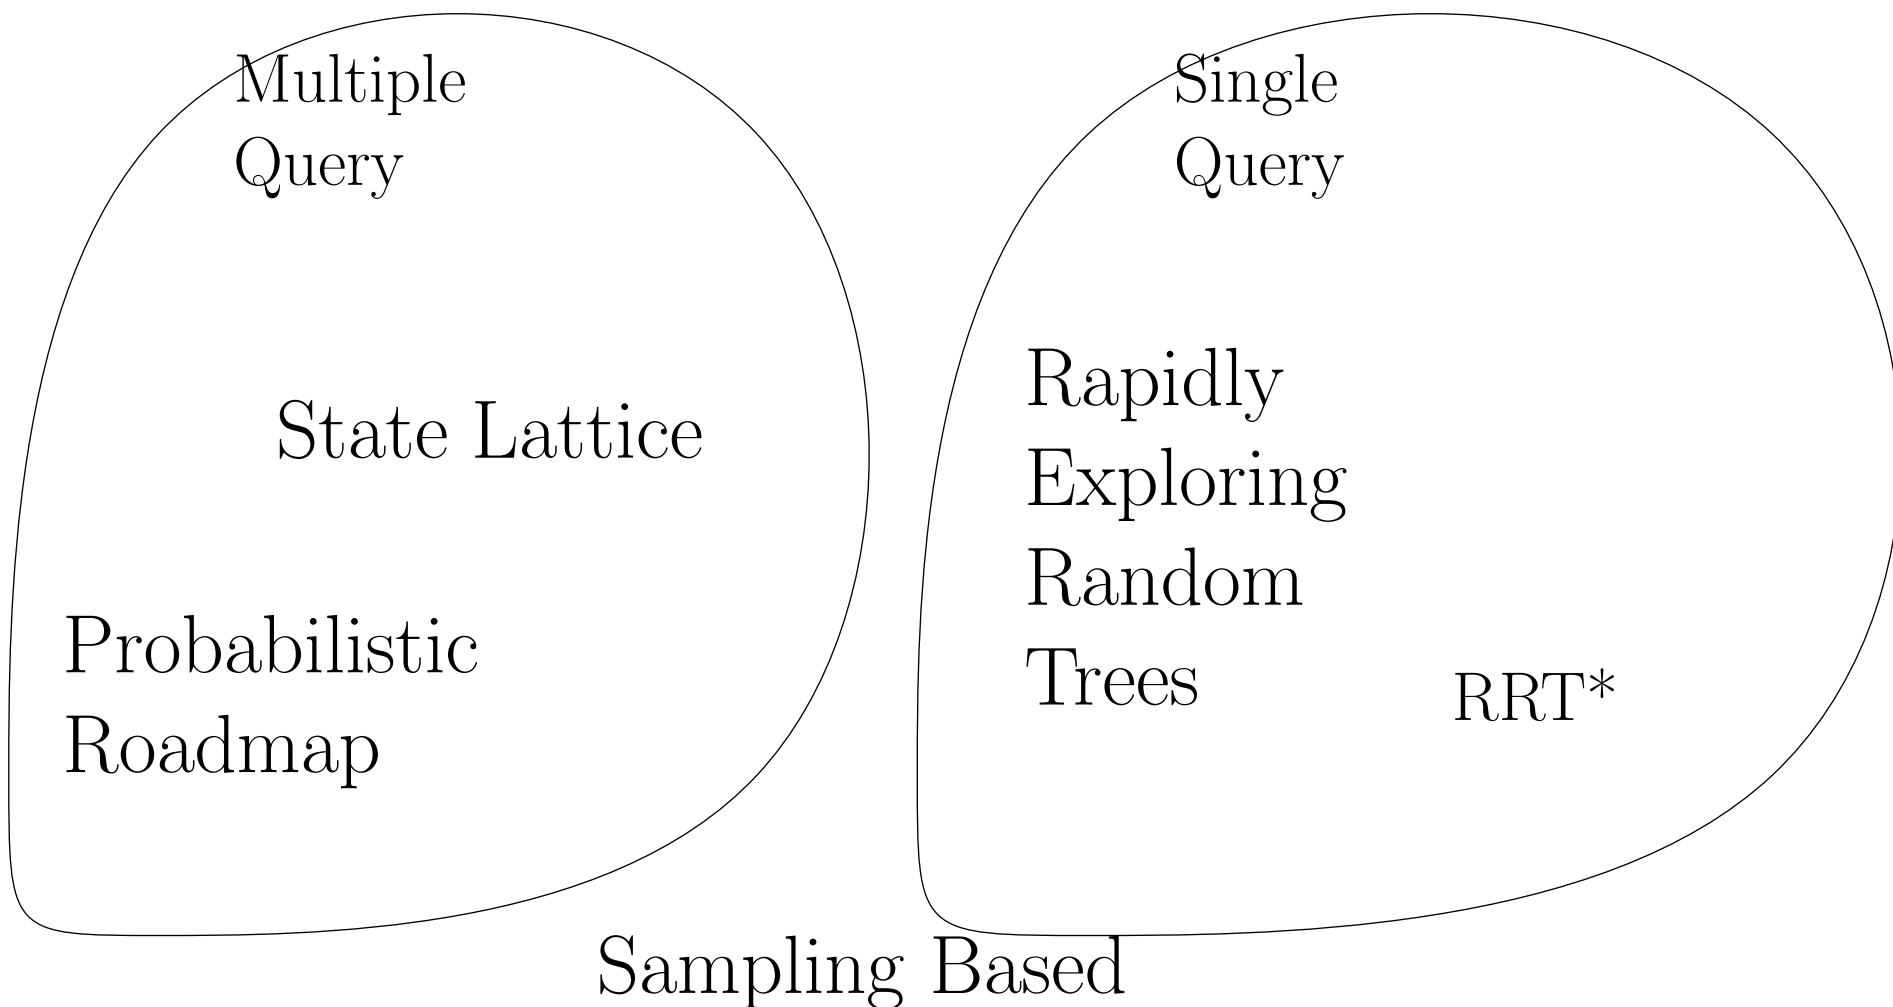 Multiple
Query
State Lattice
Probabilistic
Roadmap
Single
Query
Rapidly
Exploring
Random
Trees
RRT*
Sampling Based